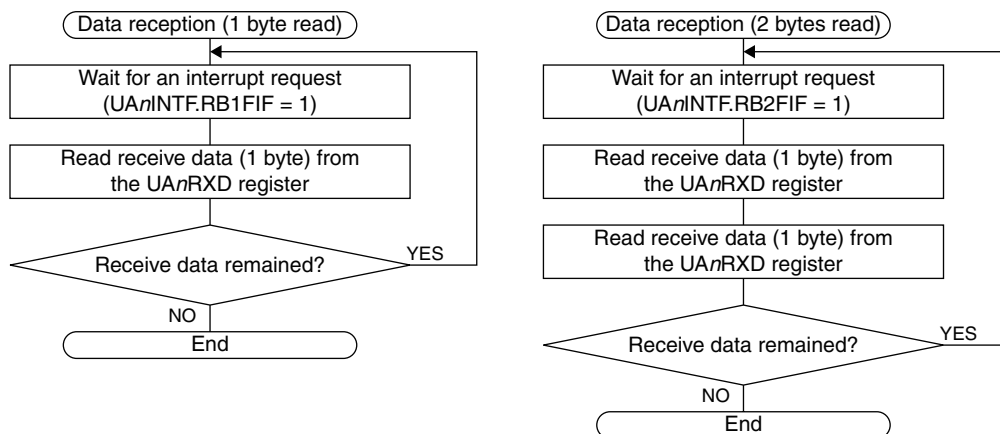 Data reception (1 byte read)
Wait for an interrupt request
(UAnINTF.RB1FIF = 1)
Read receive data (1 byte) from
the UAnRXD register
Receive data remained?
YES
NO
End
Data reception (2 bytes read)
Wait for an interrupt request
(UAnINTF.RB2FIF = 1)
Read receive data (1 byte) from
the UAnRXD register
Read receive data (1 byte) from
the UAnRXD register
Receive data remained?
YES
NO
End